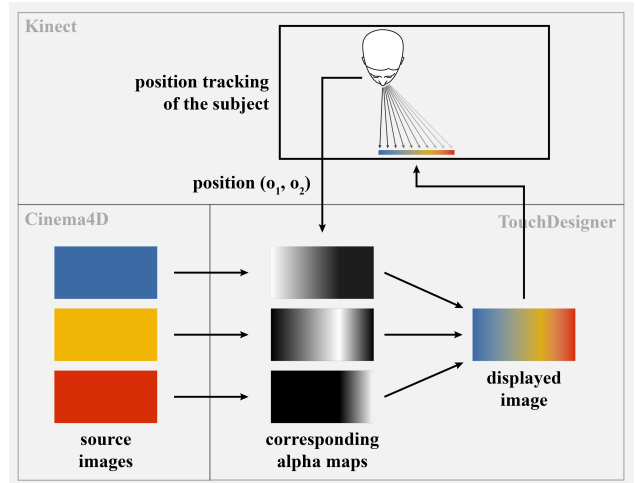 Kinect
position tracking
of the subject
position (o₁, o₂)
Cinema4D
TouchDesigner
source
images
corresponding
alpha maps
displayed
image